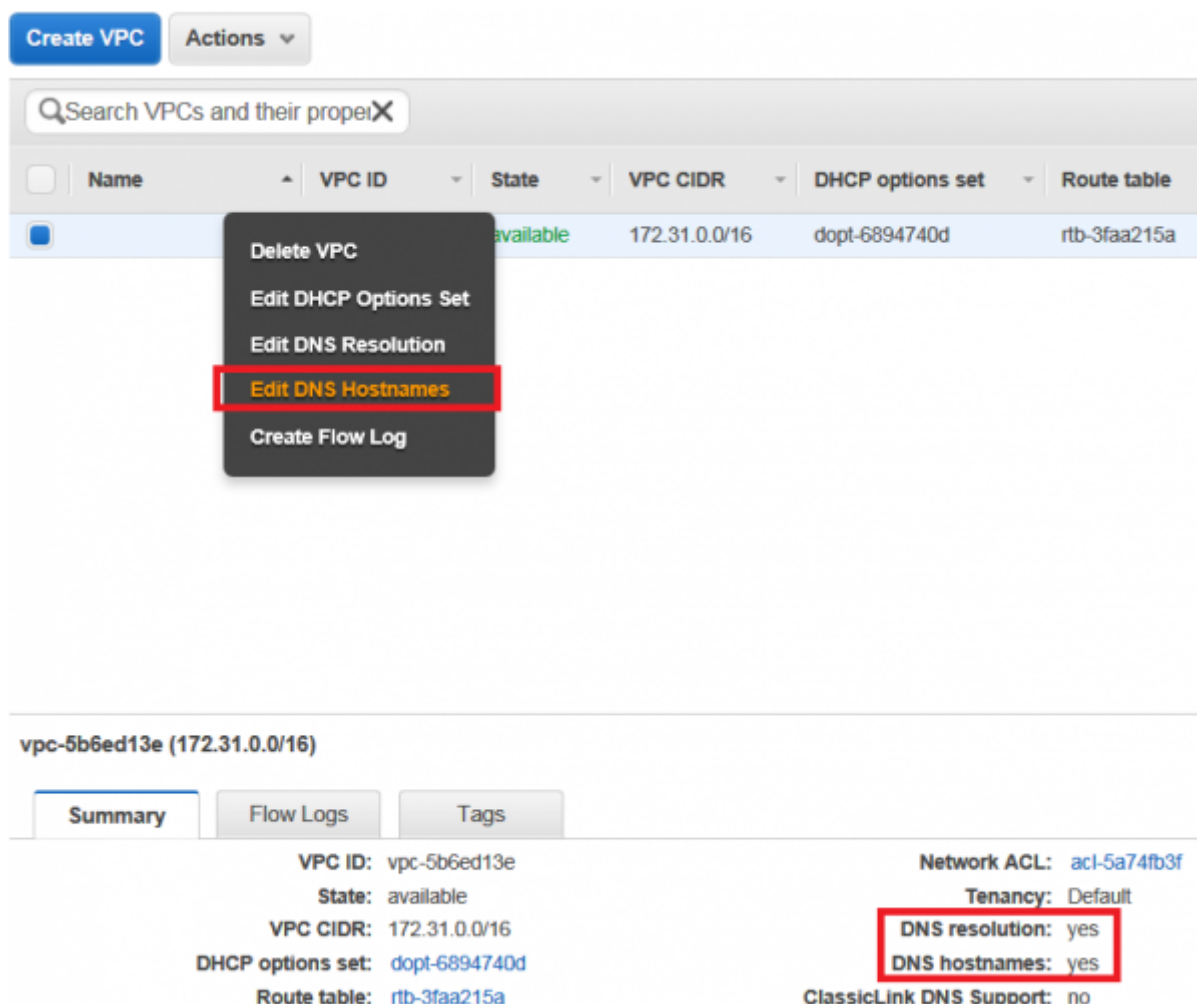 Create VPC Actions
Search VPCs and their proper
Name VPC ID State VPC CIDR DHCP options set Route table
available 172.31.0.0/16 dopt-6894740d rtb-3faa215a
Delete VPC
Edit DHCP Options Set
Edit DNS Resolution
Edit DNS Hostnames
Create Flow Log
vpc-5b6ed13e (172.31.0.0/16)
Summary Flow Logs Tags
VPC ID: vpc-5b6ed13e Network ACL: acl-5a74fb3f
State: available Tenancy: Default
VPC CIDR: 172.31.0.0/16 DNS resolution: yes
DHCP options set: dopt-6894740d DNS hostnames: yes
Route table: rtb-3faa215a ClassicLink DNS Support: no